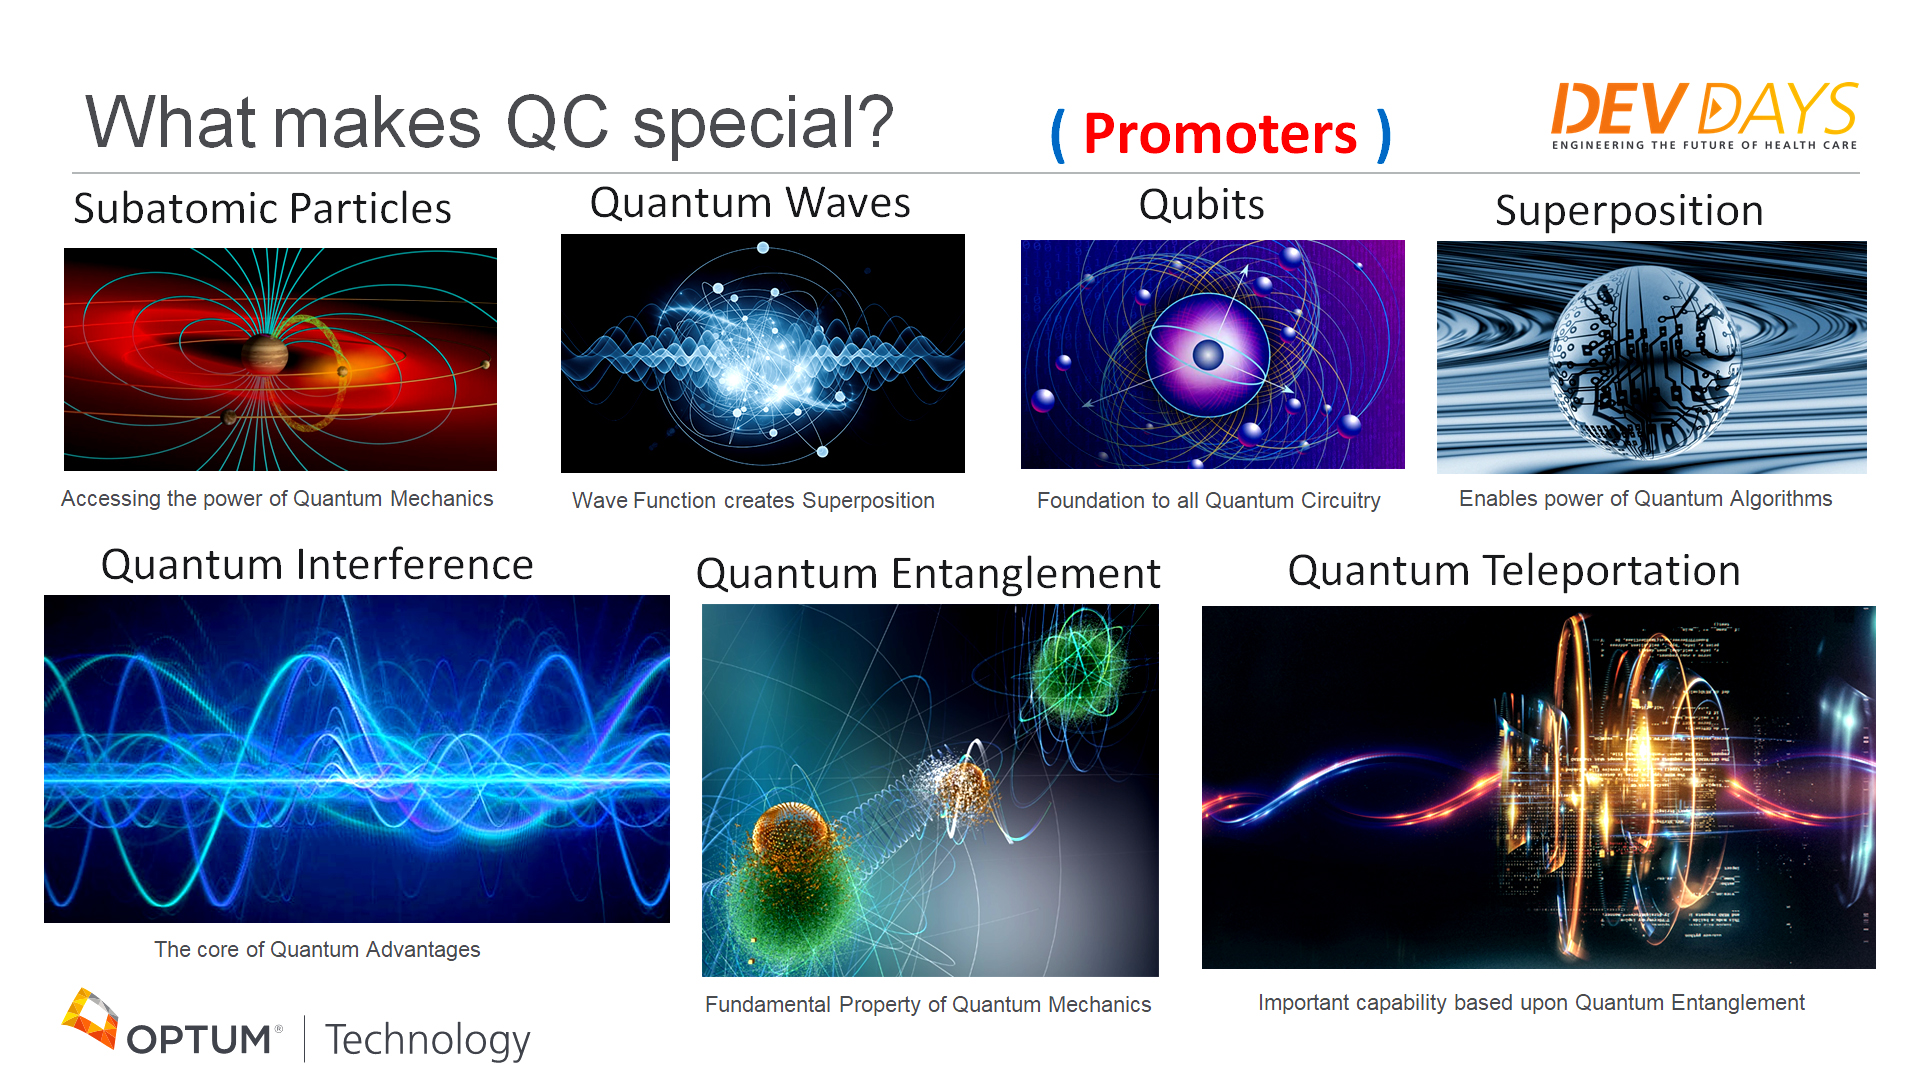 What makes QC special?
( Promoters )
DEV DAYS
ENGINEERING THE FUTURE OF HEALTH CARE
Subatomic Particles
Quantum Waves
Qubits
Superposition
Accessing the power of Quantum Mechanics
Wave Function creates Superposition
Foundation to all Quantum Circuitry
Enables power of Quantum Algorithms
Quantum Interference
Quantum Entanglement
Quantum Teleportation
The core of Quantum Advantages
Fundamental Property of Quantum Mechanics
Important capability based upon Quantum Entanglement
OPTUM® | Technology